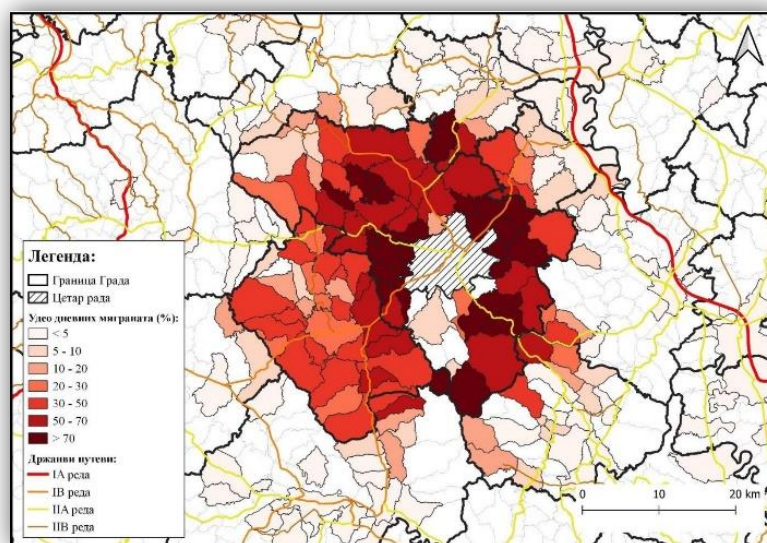 Легенда:
Граница Града
Цетар рада
Удео дневних миграната (%):
< 5
5 - 10
10 - 20
20 - 30
30 - 50
50 - 70
> 70
Државни путеви:
IA реда
IB реда
IIA реда
IIB реда
0 10 20 km